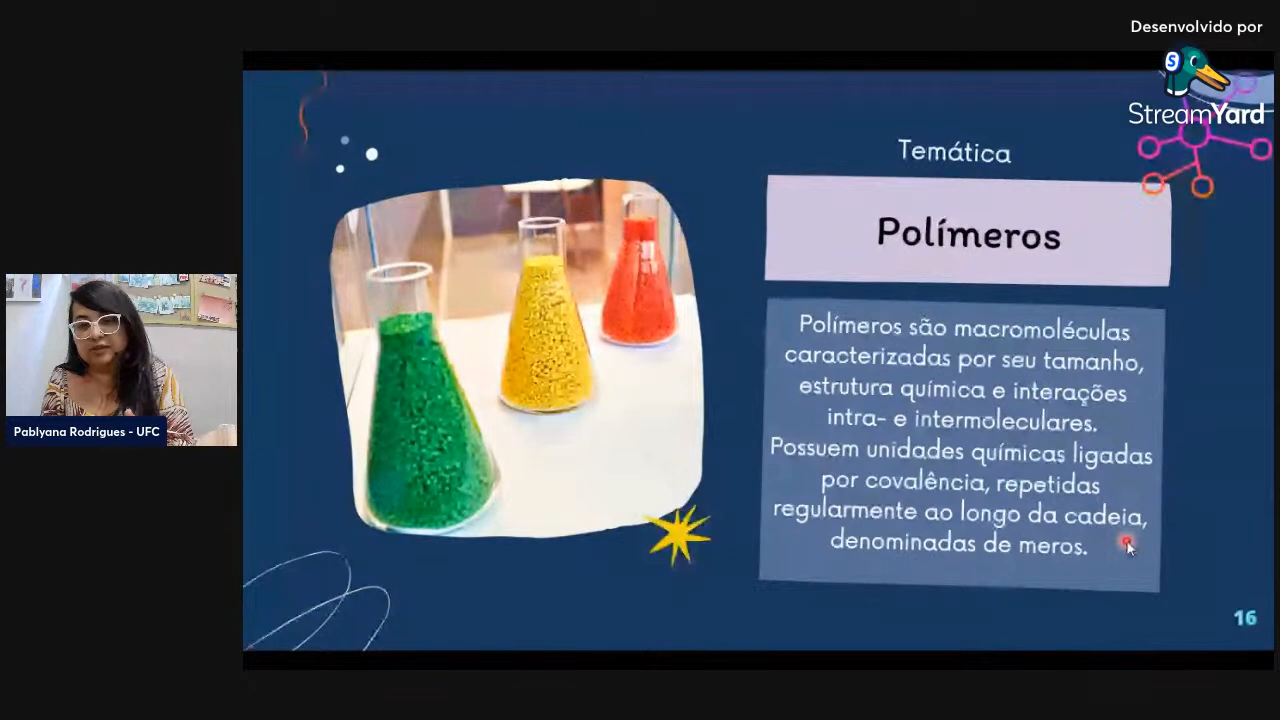 Desenvolvido por
S
StreamYard
Temática
Polímeros
Polímeros são macromoléculas
caracterizadas por seu tamanho,
estrutura química e interações
intra- e intermoleculares.
Possuem unidades químicas ligadas
por covalência, repetidas
regularmente ao longo da cadeia,
denominadas de meros.
Pablyana Rodrigues - UFC
16